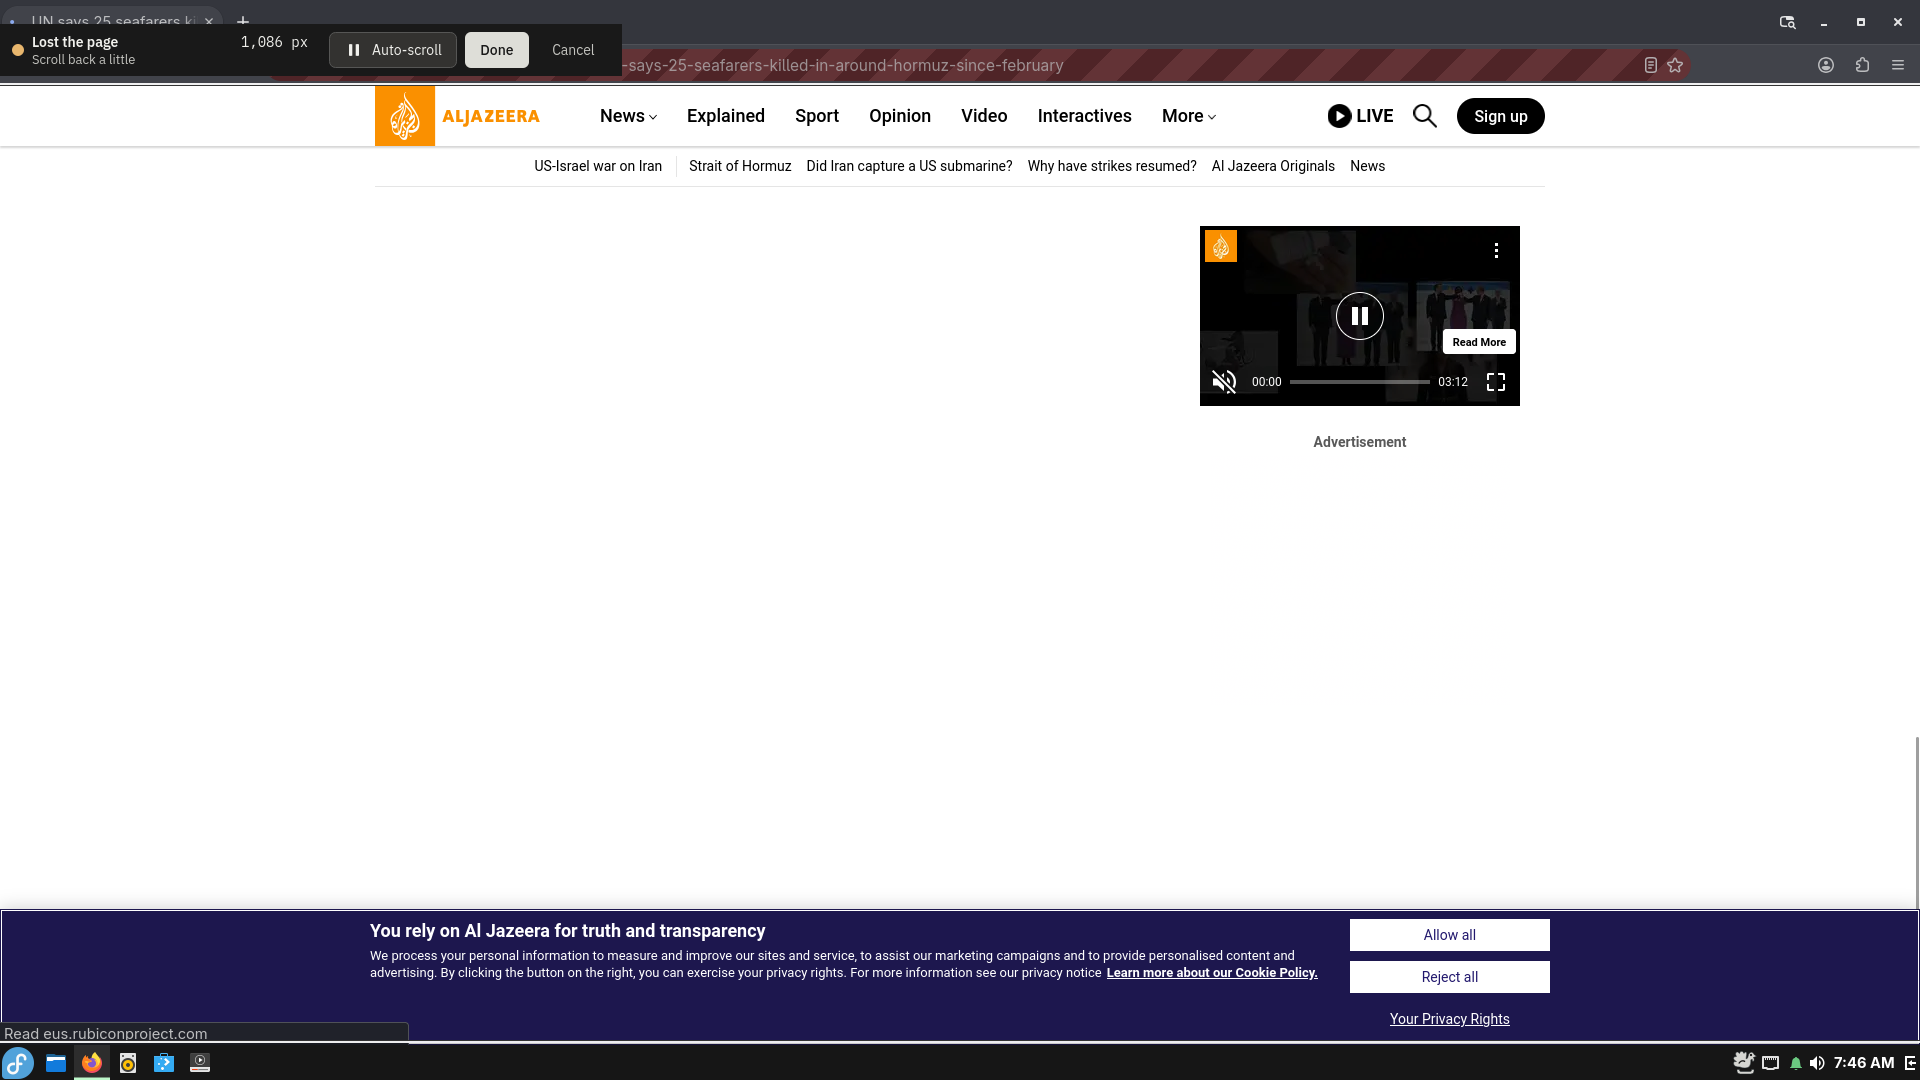 UN says 25 seafarers ki
Lost the page
Scroll back a little
1,086 px
Auto-scroll
Done
Cancel
-says-25-seafarers-killed-in-around-hormuz-since-february
ALJAZEERA
News
Explained
Sport
Opinion
Video
Interactives
More
LIVE
Sign up
US-Israel war on Iran
Strait of Hormuz
Did Iran capture a US submarine?
Why have strikes resumed?
Al Jazeera Originals
News
Read More
00:00
03:12
Advertisement
You rely on Al Jazeera for truth and transparency
We process your personal information to measure and improve our sites and service, to assist our marketing campaigns and to provide personalised content and
advertising. By clicking the button on the right, you can exercise your privacy rights. For more information see our privacy notice Learn more about our Cookie Policy.
Allow all
Reject all
Your Privacy Rights
Read eus.rubiconproject.com
7:46 AM